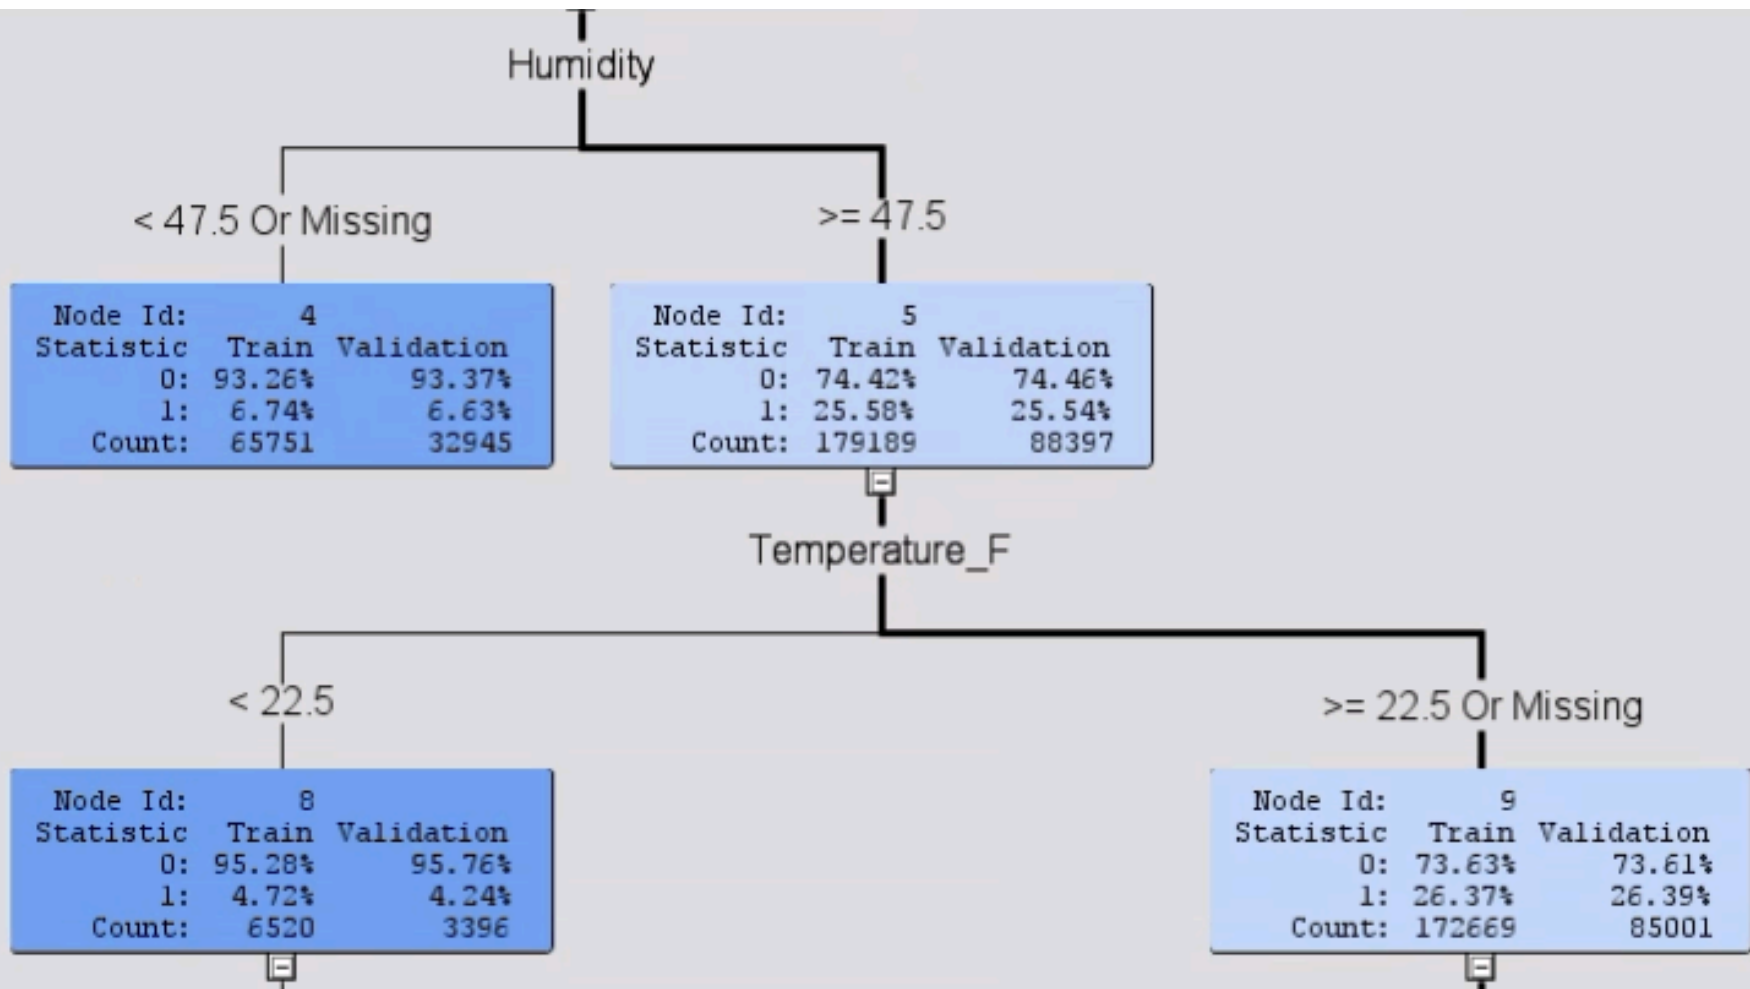 Humidity
< 47.5 Or Missing
>= 47.5
Node Id: 4
Statistic Train Validation
0: 93.26% 93.37%
1: 6.74% 6.63%
Count: 65751 32945
Node Id: 5
Statistic Train Validation
0: 74.42% 74.46%
1: 25.58% 25.54%
Count: 179189 88397
Temperature_F
< 22.5
>= 22.5 Or Missing
Node Id: 8
Statistic Train Validation
0: 95.28% 95.76%
1: 4.72% 4.24%
Count: 6520 3396
Node Id: 9
Statistic Train Validation
0: 73.63% 73.61%
1: 26.37% 26.39%
Count: 172669 85001